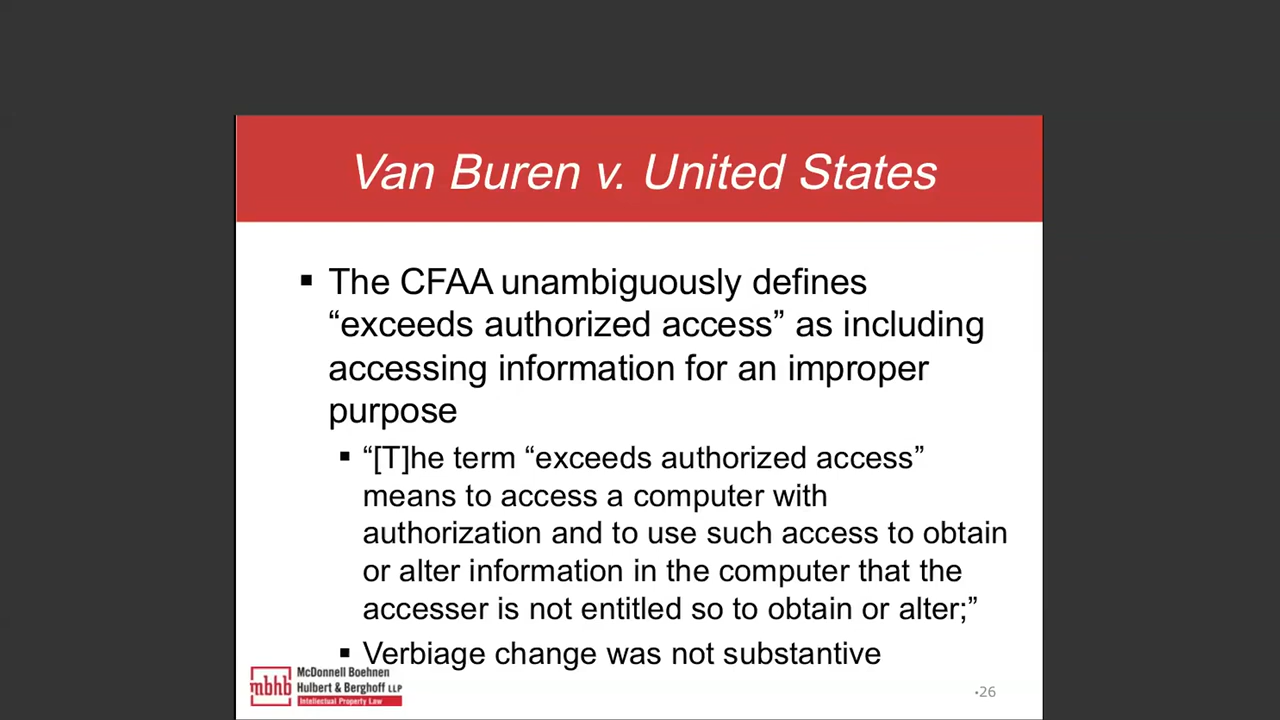 Van Buren v. United States
▪ The CFAA unambiguously defines
“exceeds authorized access” as including
accessing information for an improper
purpose
▪ “[T]he term “exceeds authorized access”
means to access a computer with
authorization and to use such access to obtain
or alter information in the computer that the
accesser is not entitled so to obtain or alter;”
▪ Verbiage change was not substantive
mbhb
McDonnell Boehnen
Hulbert & Berghoff LLP
Intellectual Property Law
•26